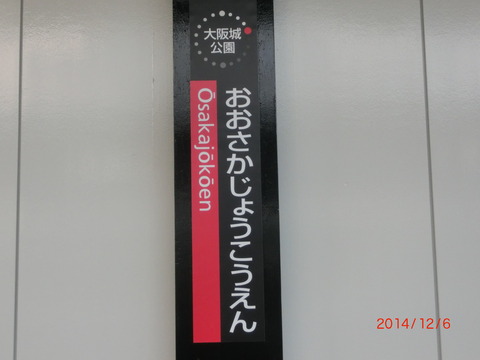 大阪城
公園
おおさかじょうこうえん
Ōsakajōkōen
2014/12/6